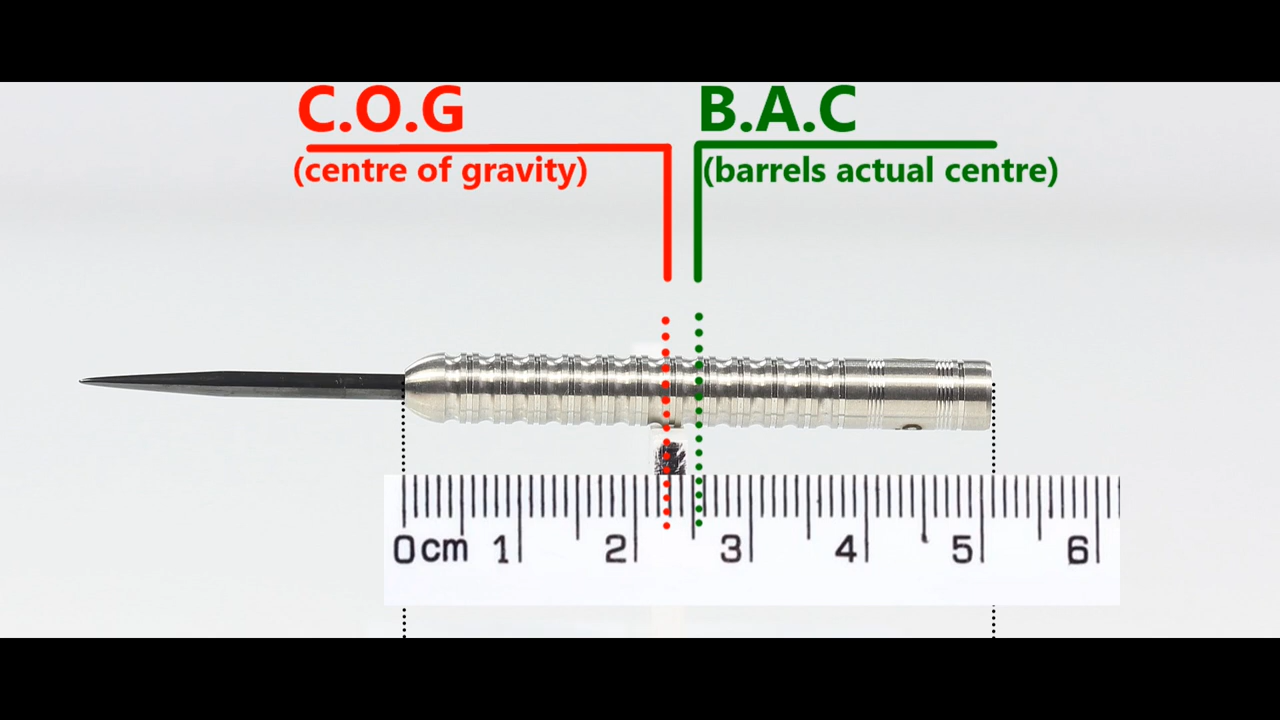 C.O.G
(centre of gravity)
B.A.C
(barrels actual centre)
0cm 1 2 3 4 5 6